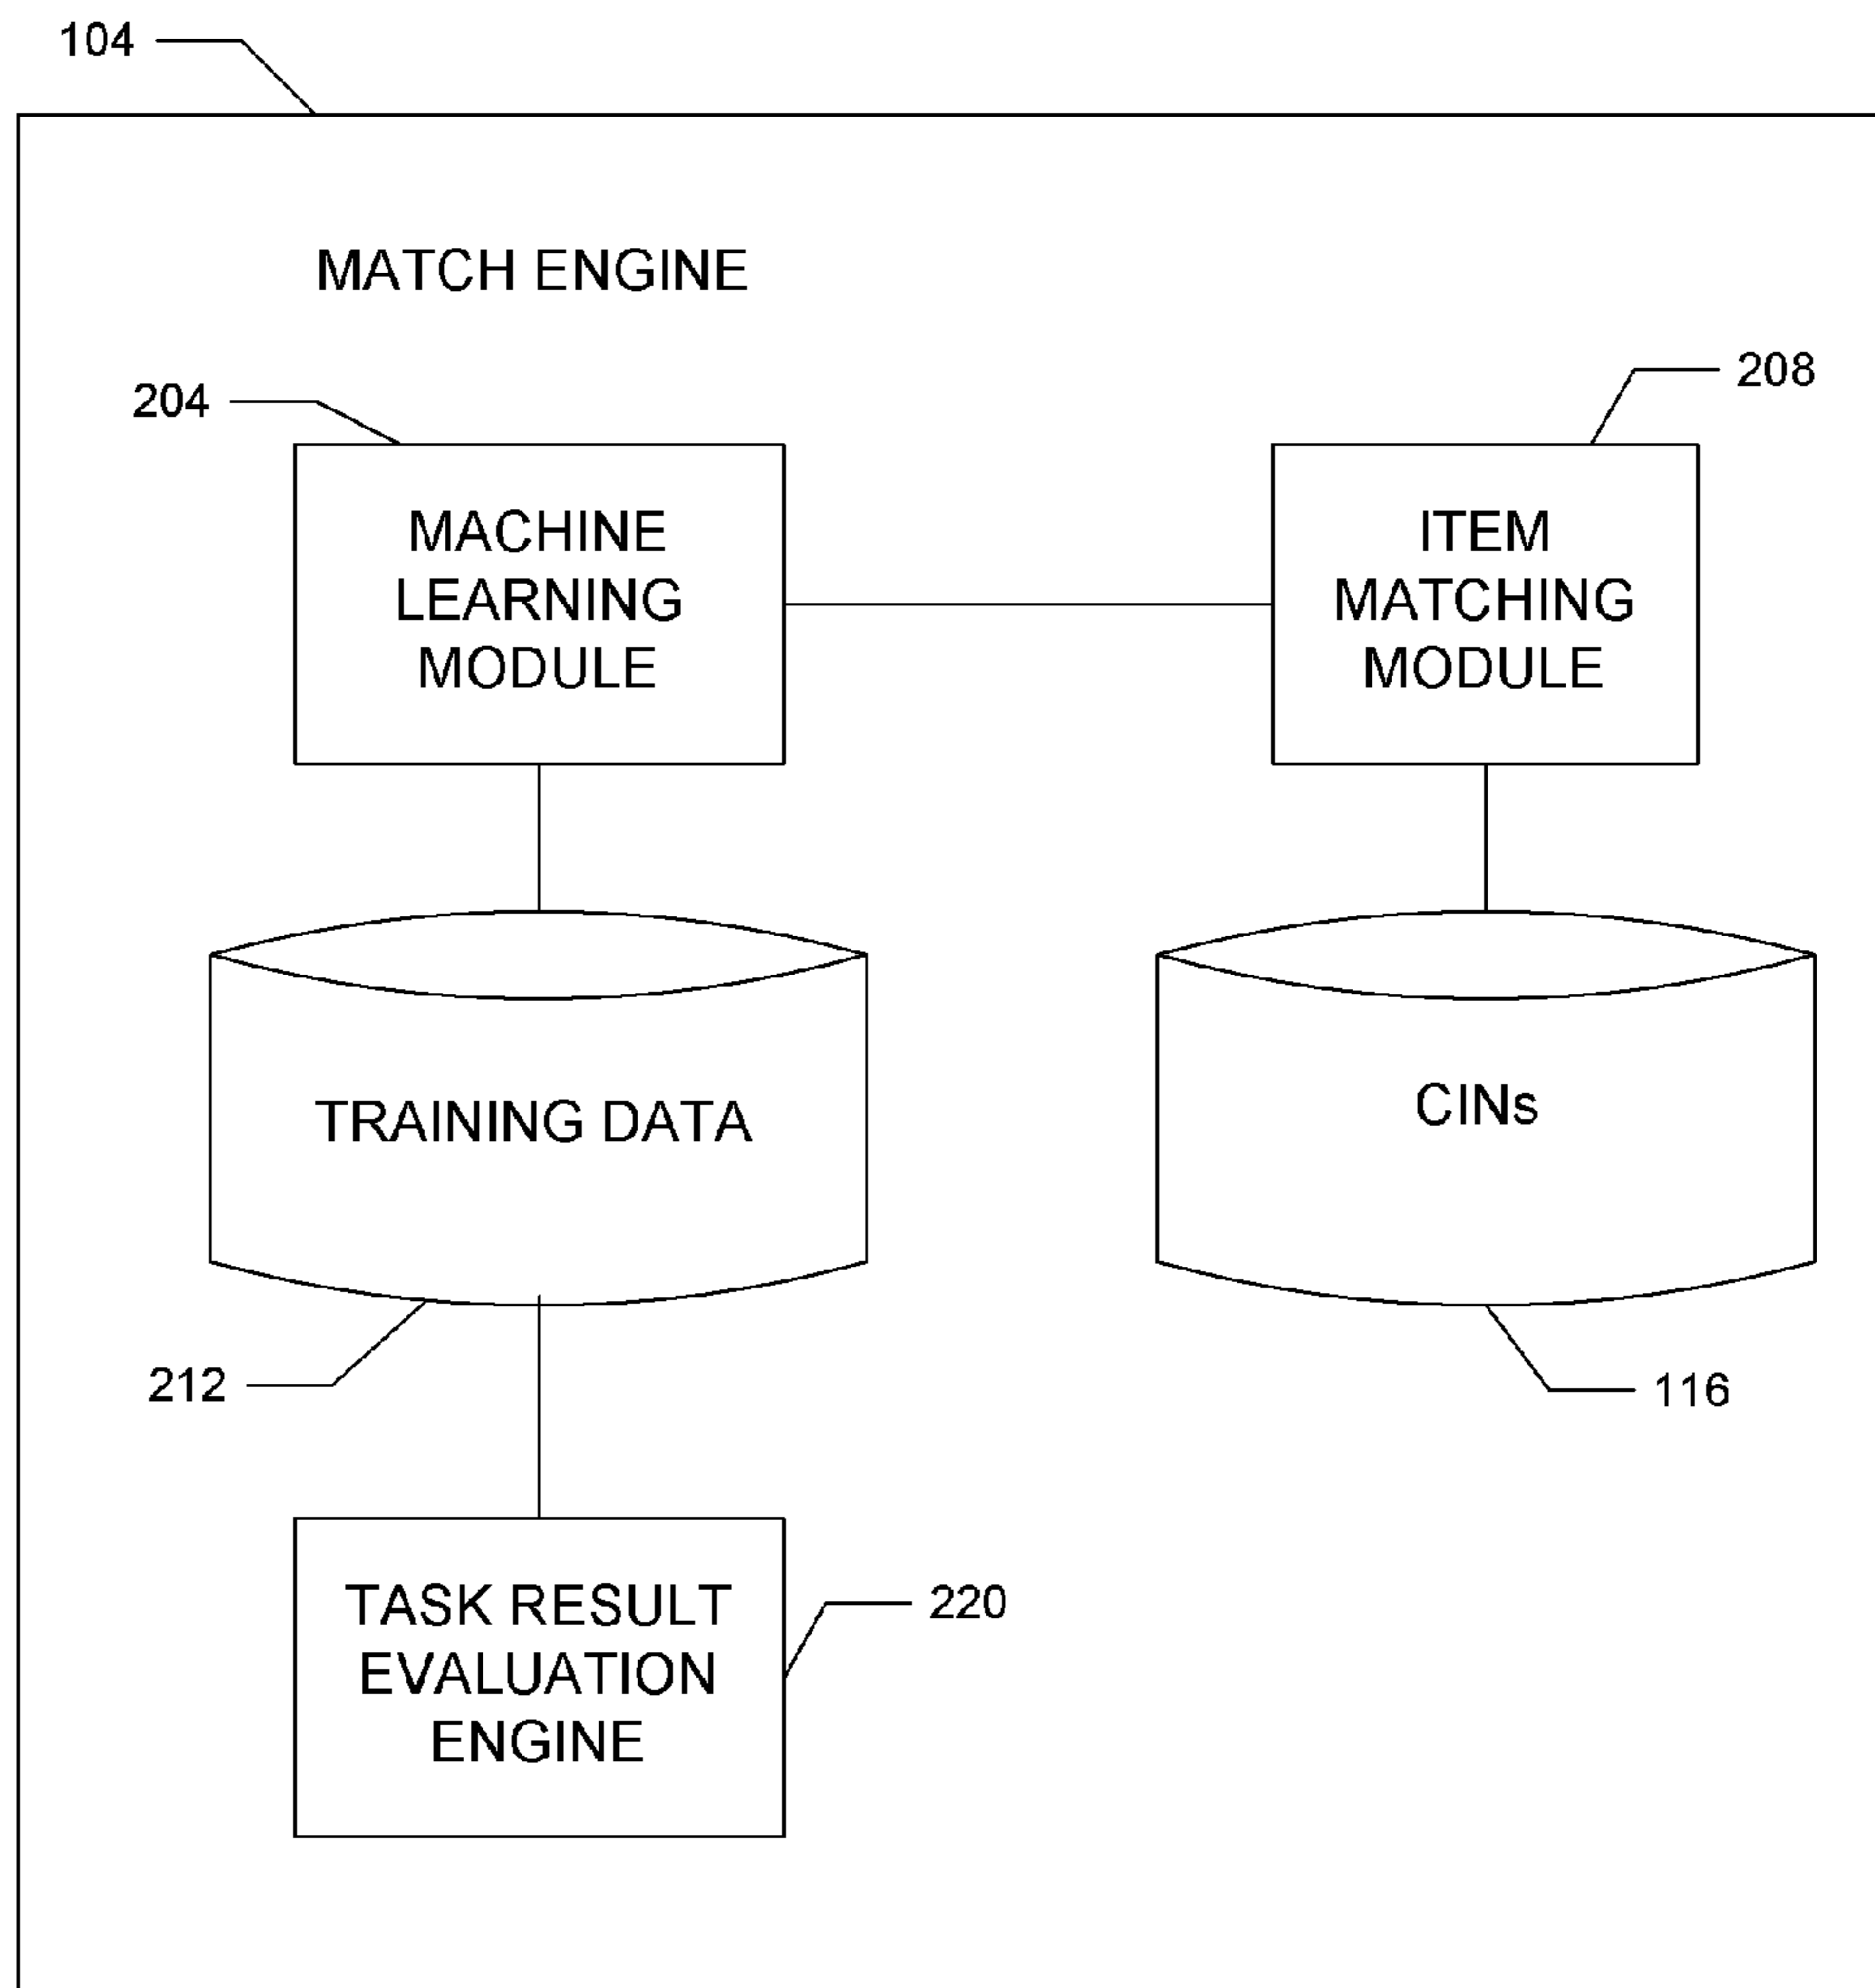 104
MATCH ENGINE
204
208
MACHINE
LEARNING
MODULE
ITEM
MATCHING
MODULE
TRAINING DATA
CINs
212
116
TASK RESULT
EVALUATION
ENGINE
220